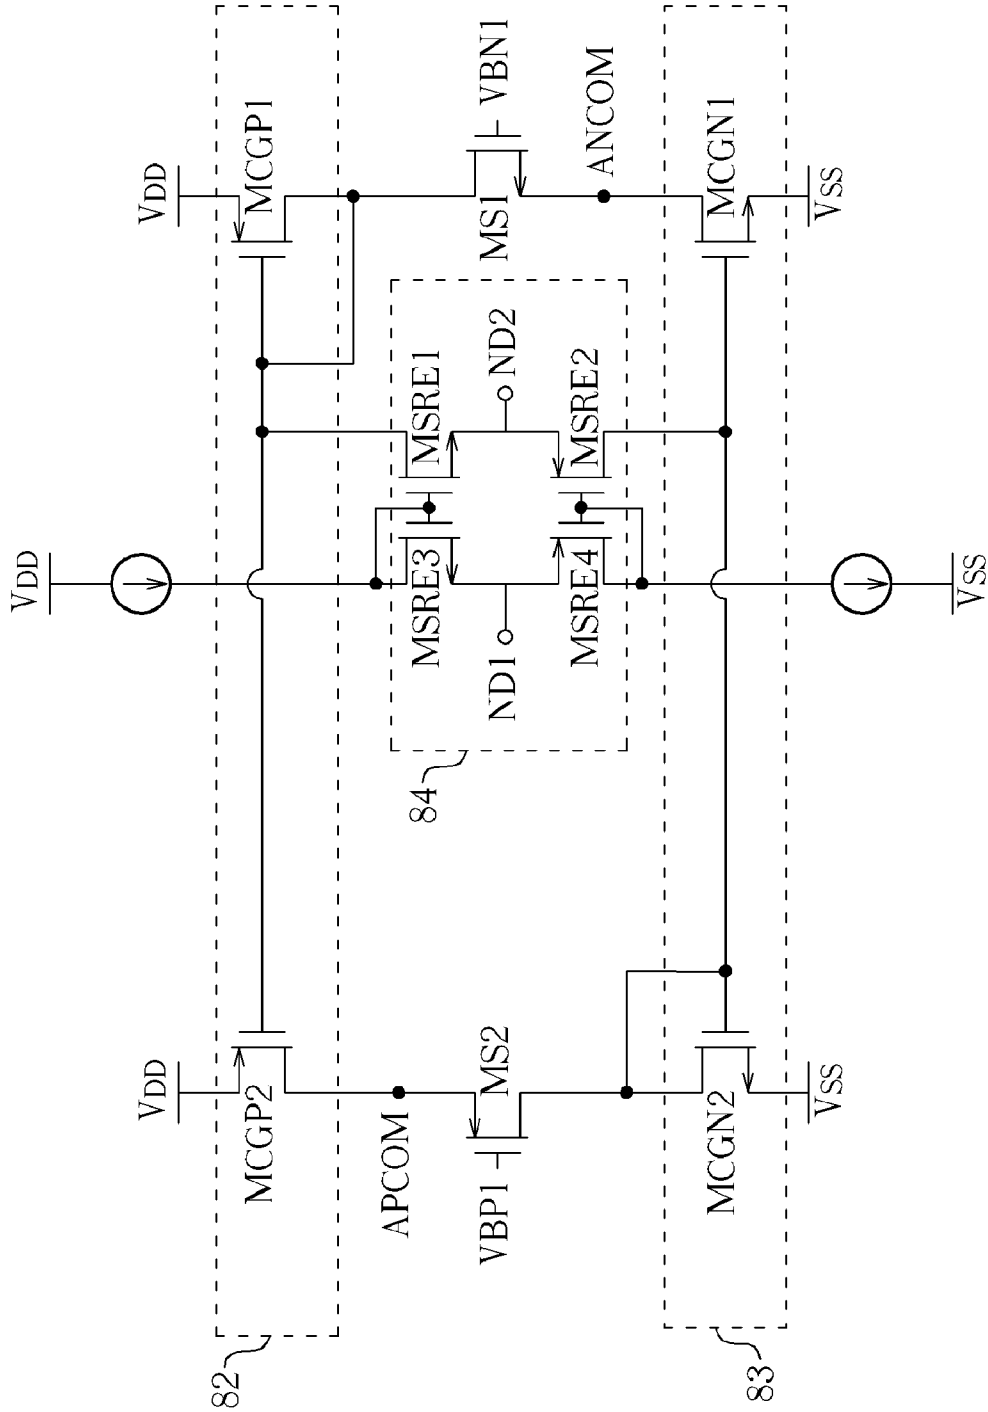 VDD
VDD
VDD
82
MCGP2
MCGP1
APCOM
VBP1
MS2
84
MSRE3
MSRE1
ND1
ND2
MSRE4
MSRE2
MS1
VBN1
ANCOM
83
MCGN2
MCGN1
VSS
VSS
VSS